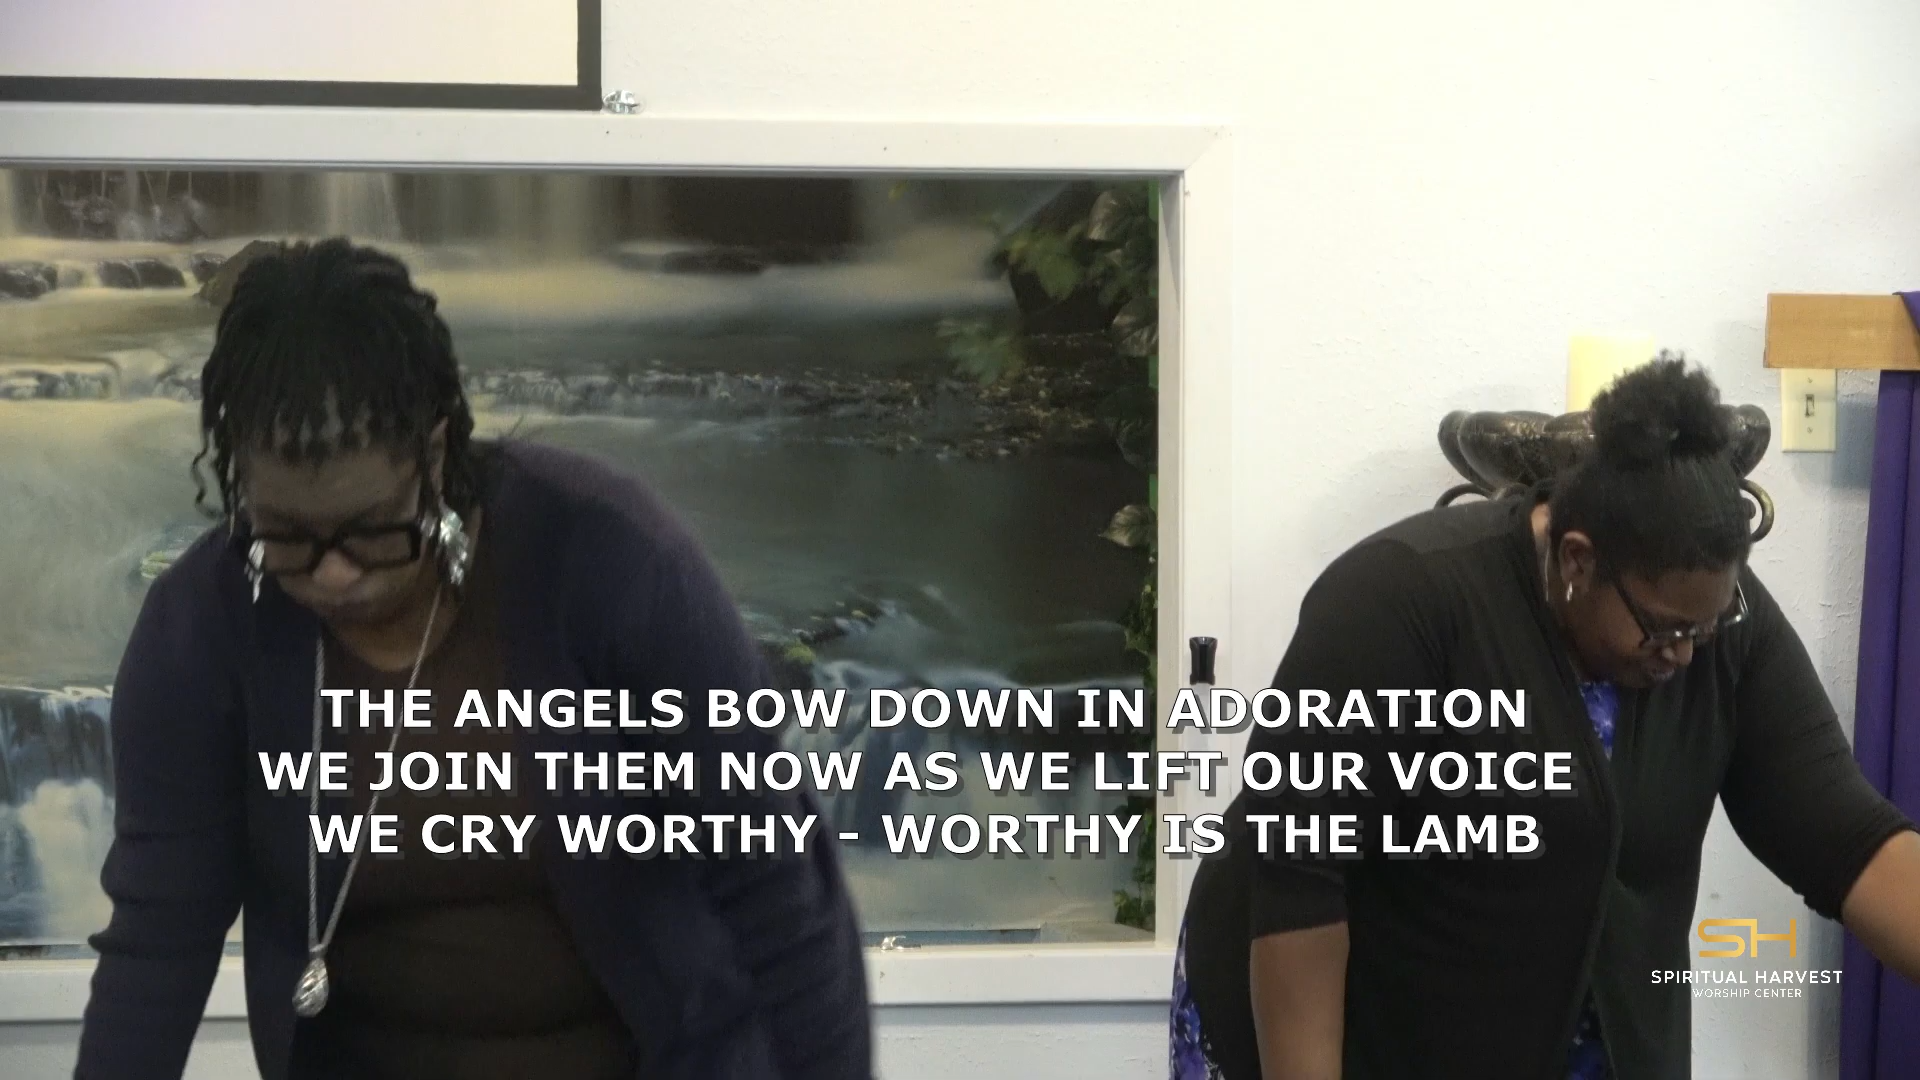 THE ANGELS BOW DOWN IN ADORATION
WE JOIN THEM NOW AS WE LIFT OUR VOICE
WE CRY WORTHY - WORTHY IS THE LAMB
SH
SPIRITUAL HARVEST
WORSHIP CENTER